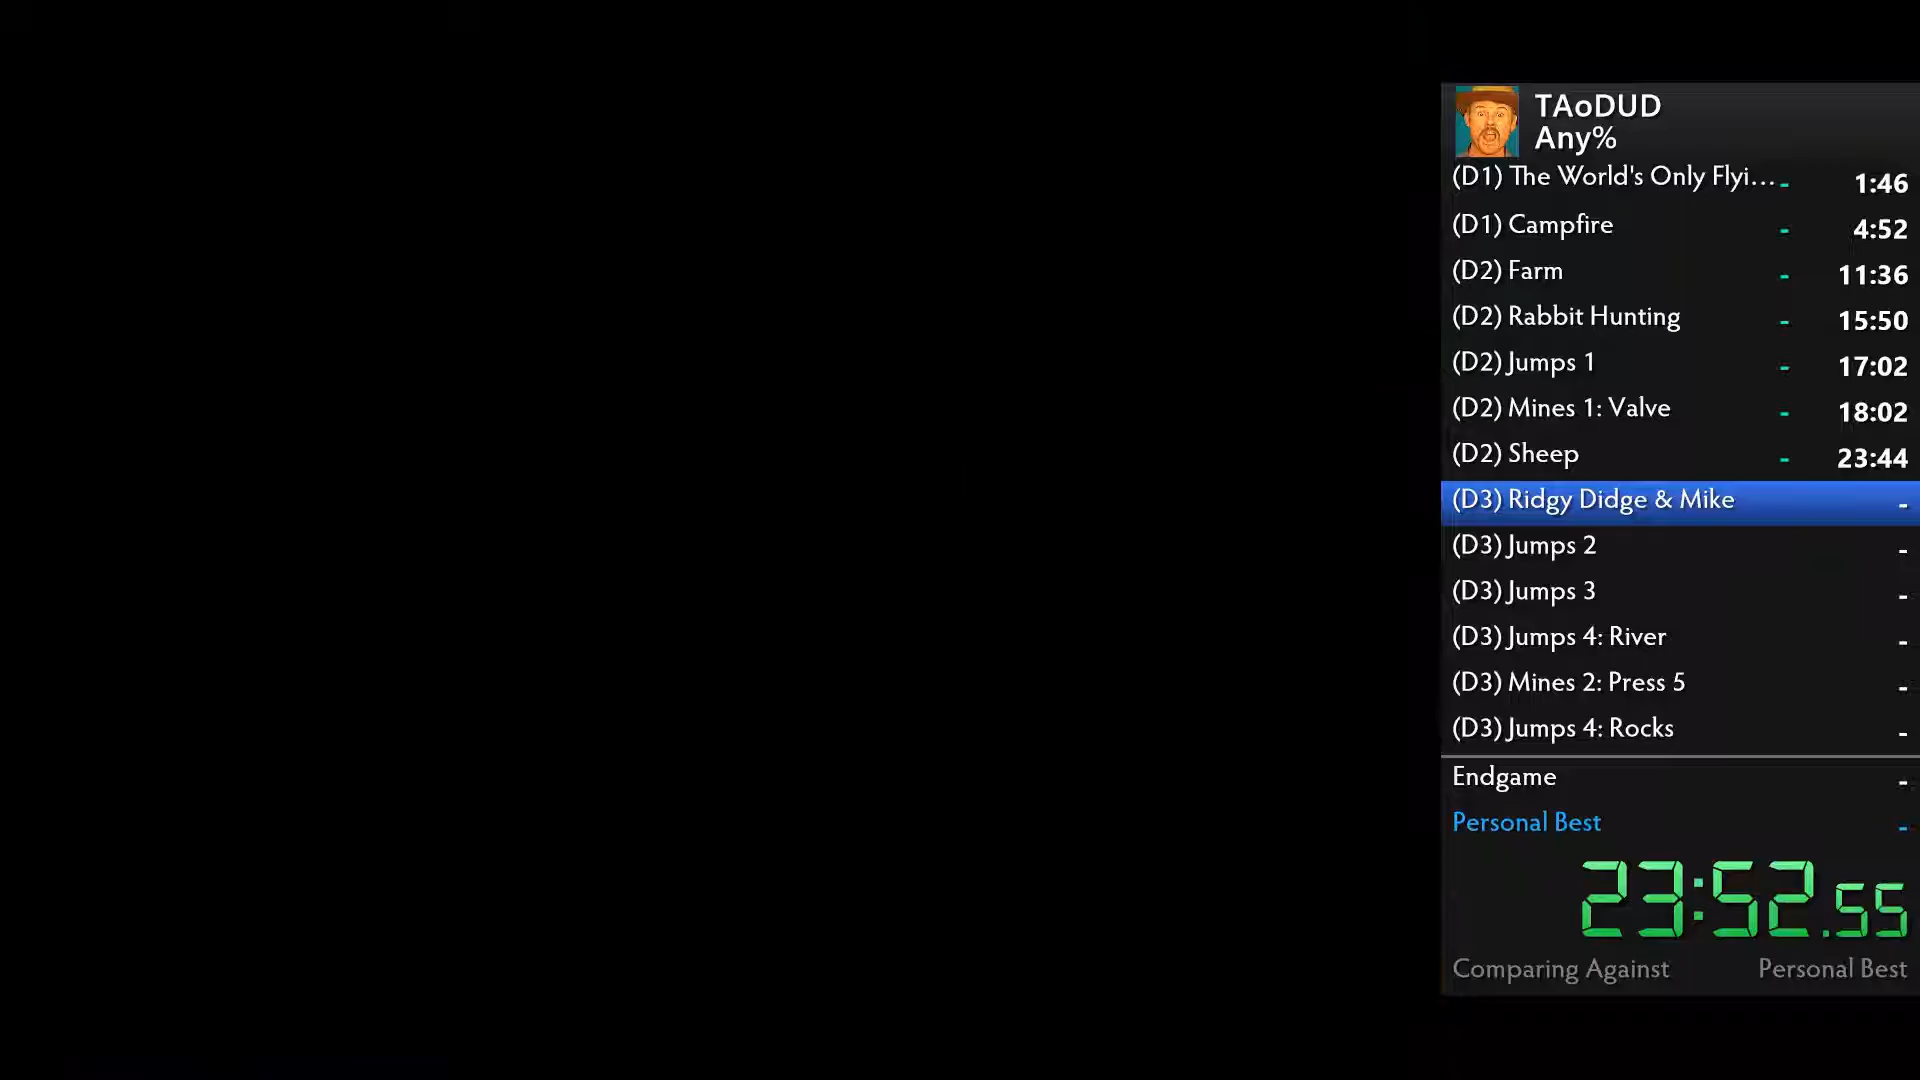 TAoDUD
Any%
(D1) The World's Only Flyi... - 1:46
(D1) Campfire - 4:52
(D2) Farm - 11:36
(D2) Rabbit Hunting - 15:50
(D2) Jumps 1 - 17:02
(D2) Mines 1: Valve - 18:02
(D2) Sheep - 23:44
(D3) Ridgy Didge & Mike -
(D3) Jumps 2 -
(D3) Jumps 3 -
(D3) Jumps 4: River -
(D3) Mines 2: Press 5 -
(D3) Jumps 4: Rocks -
Endgame -
Personal Best -
23:52.55
Comparing Against Personal Best